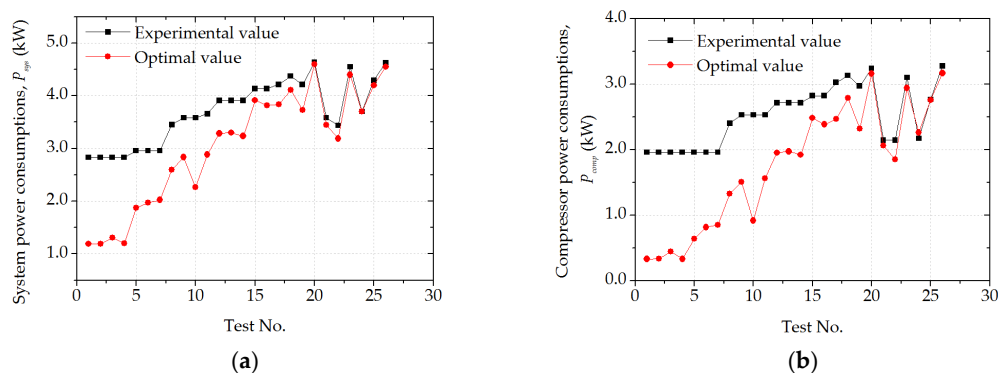 System power consumptions, P sys (kW)
5.0
4.0
3.0
2.0
1.0
Experimental value
Optimal value
0
5
10
15
20
25
30
Test No.
(a)
Compressor power consumptions,
P comp (kW)
4.0
3.0
2.0
1.0
0.0
Experimental value
Optimal value
0
5
10
15
20
25
30
Test No.
(b)